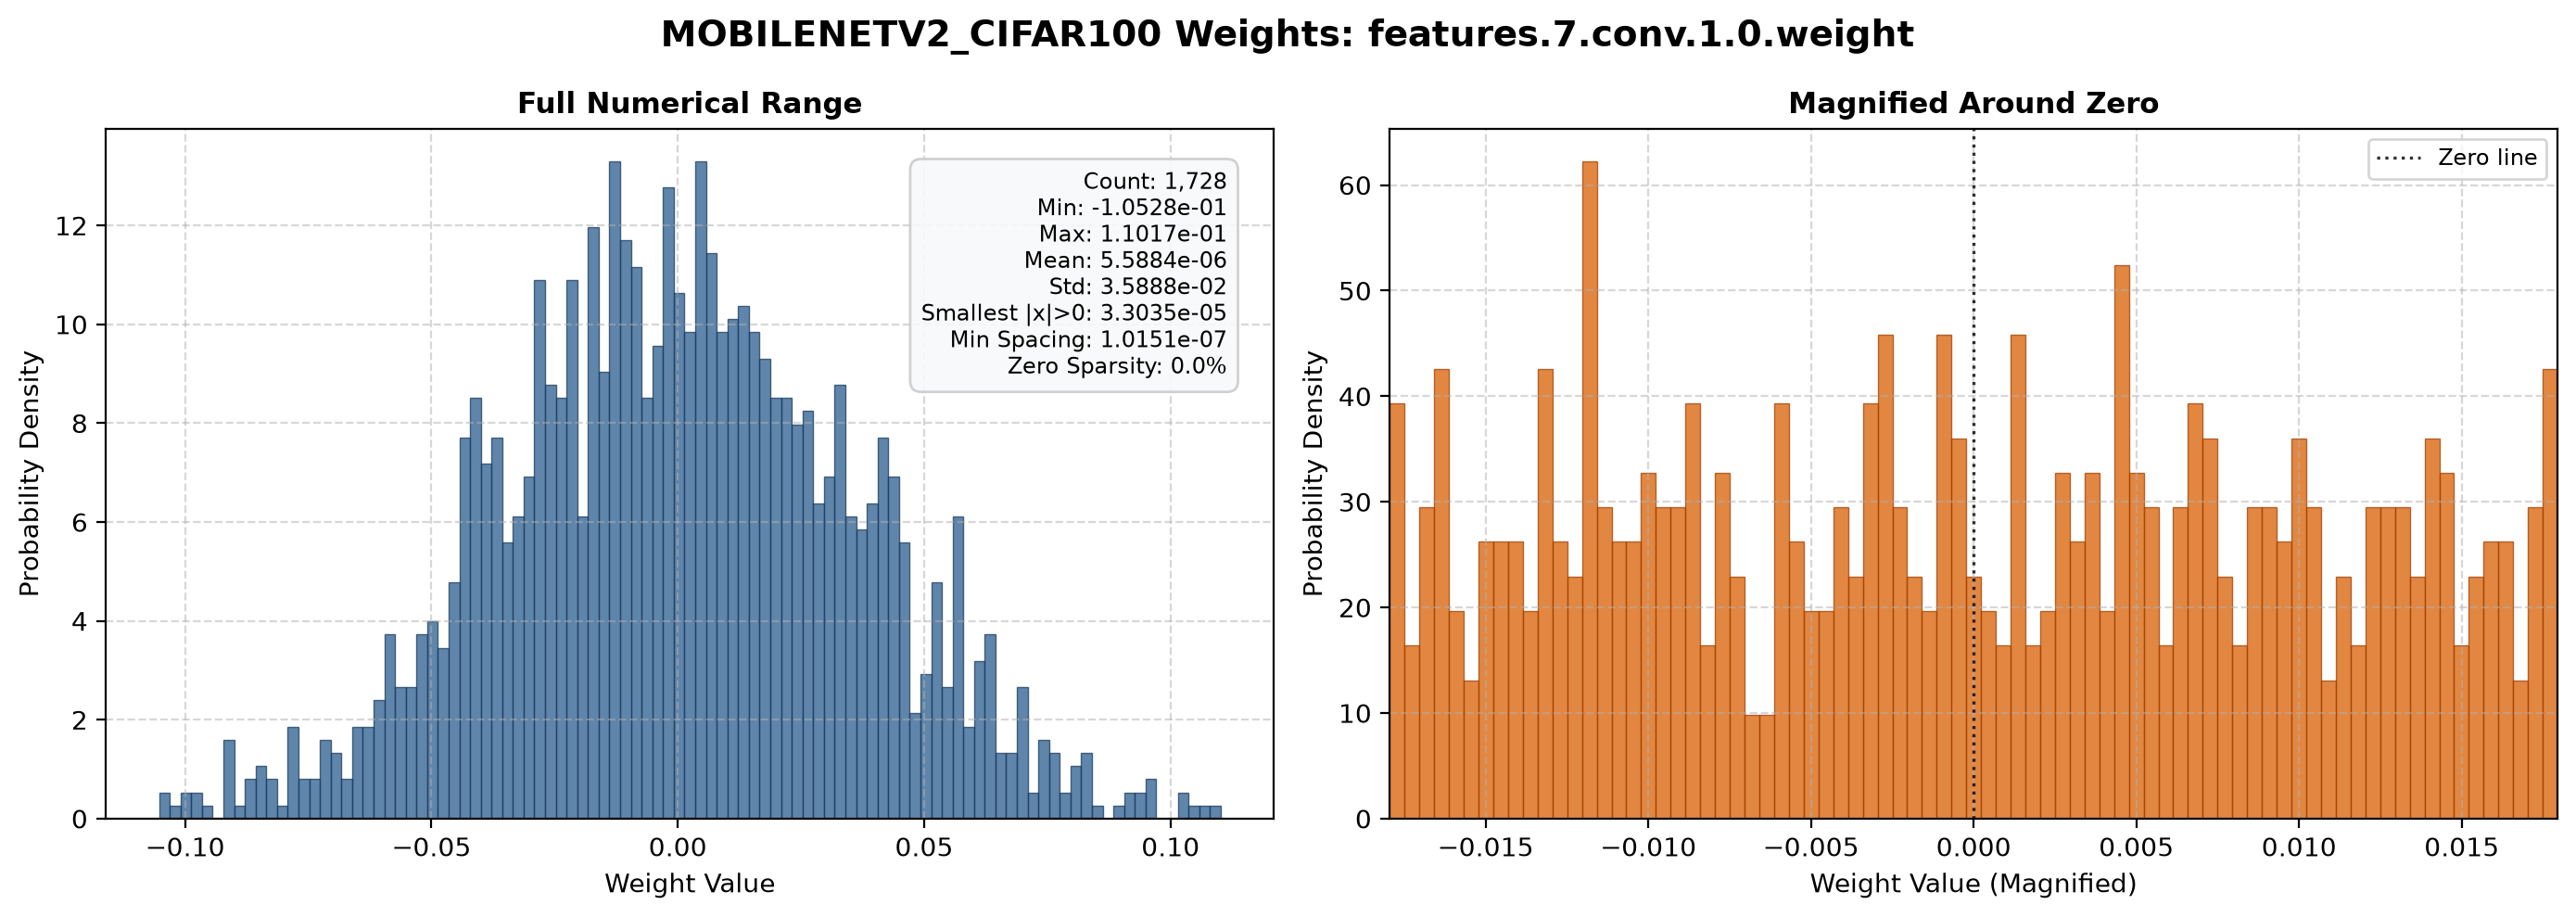 MOBILENETV2_CIFAR100 Weights: features.7.conv.1.0.weight
Full Numerical Range
Probability Density
12
10
8
6
4
2
0
Count: 1,728
Min: -1.0528e-01
Max: 1.1017e-01
Mean: 5.5884e-06
Std: 3.5888e-02
Smallest |x|>0: 3.3035e-05
Min Spacing: 1.0151e-07
Zero Sparsity: 0.0%
−0.10 −0.05 0.00 0.05 0.10
Weight Value
Magnified Around Zero
Probability Density
60
50
40
30
20
10
0
Zero line
−0.015 −0.010 −0.005 0.000 0.005 0.010 0.015
Weight Value (Magnified)